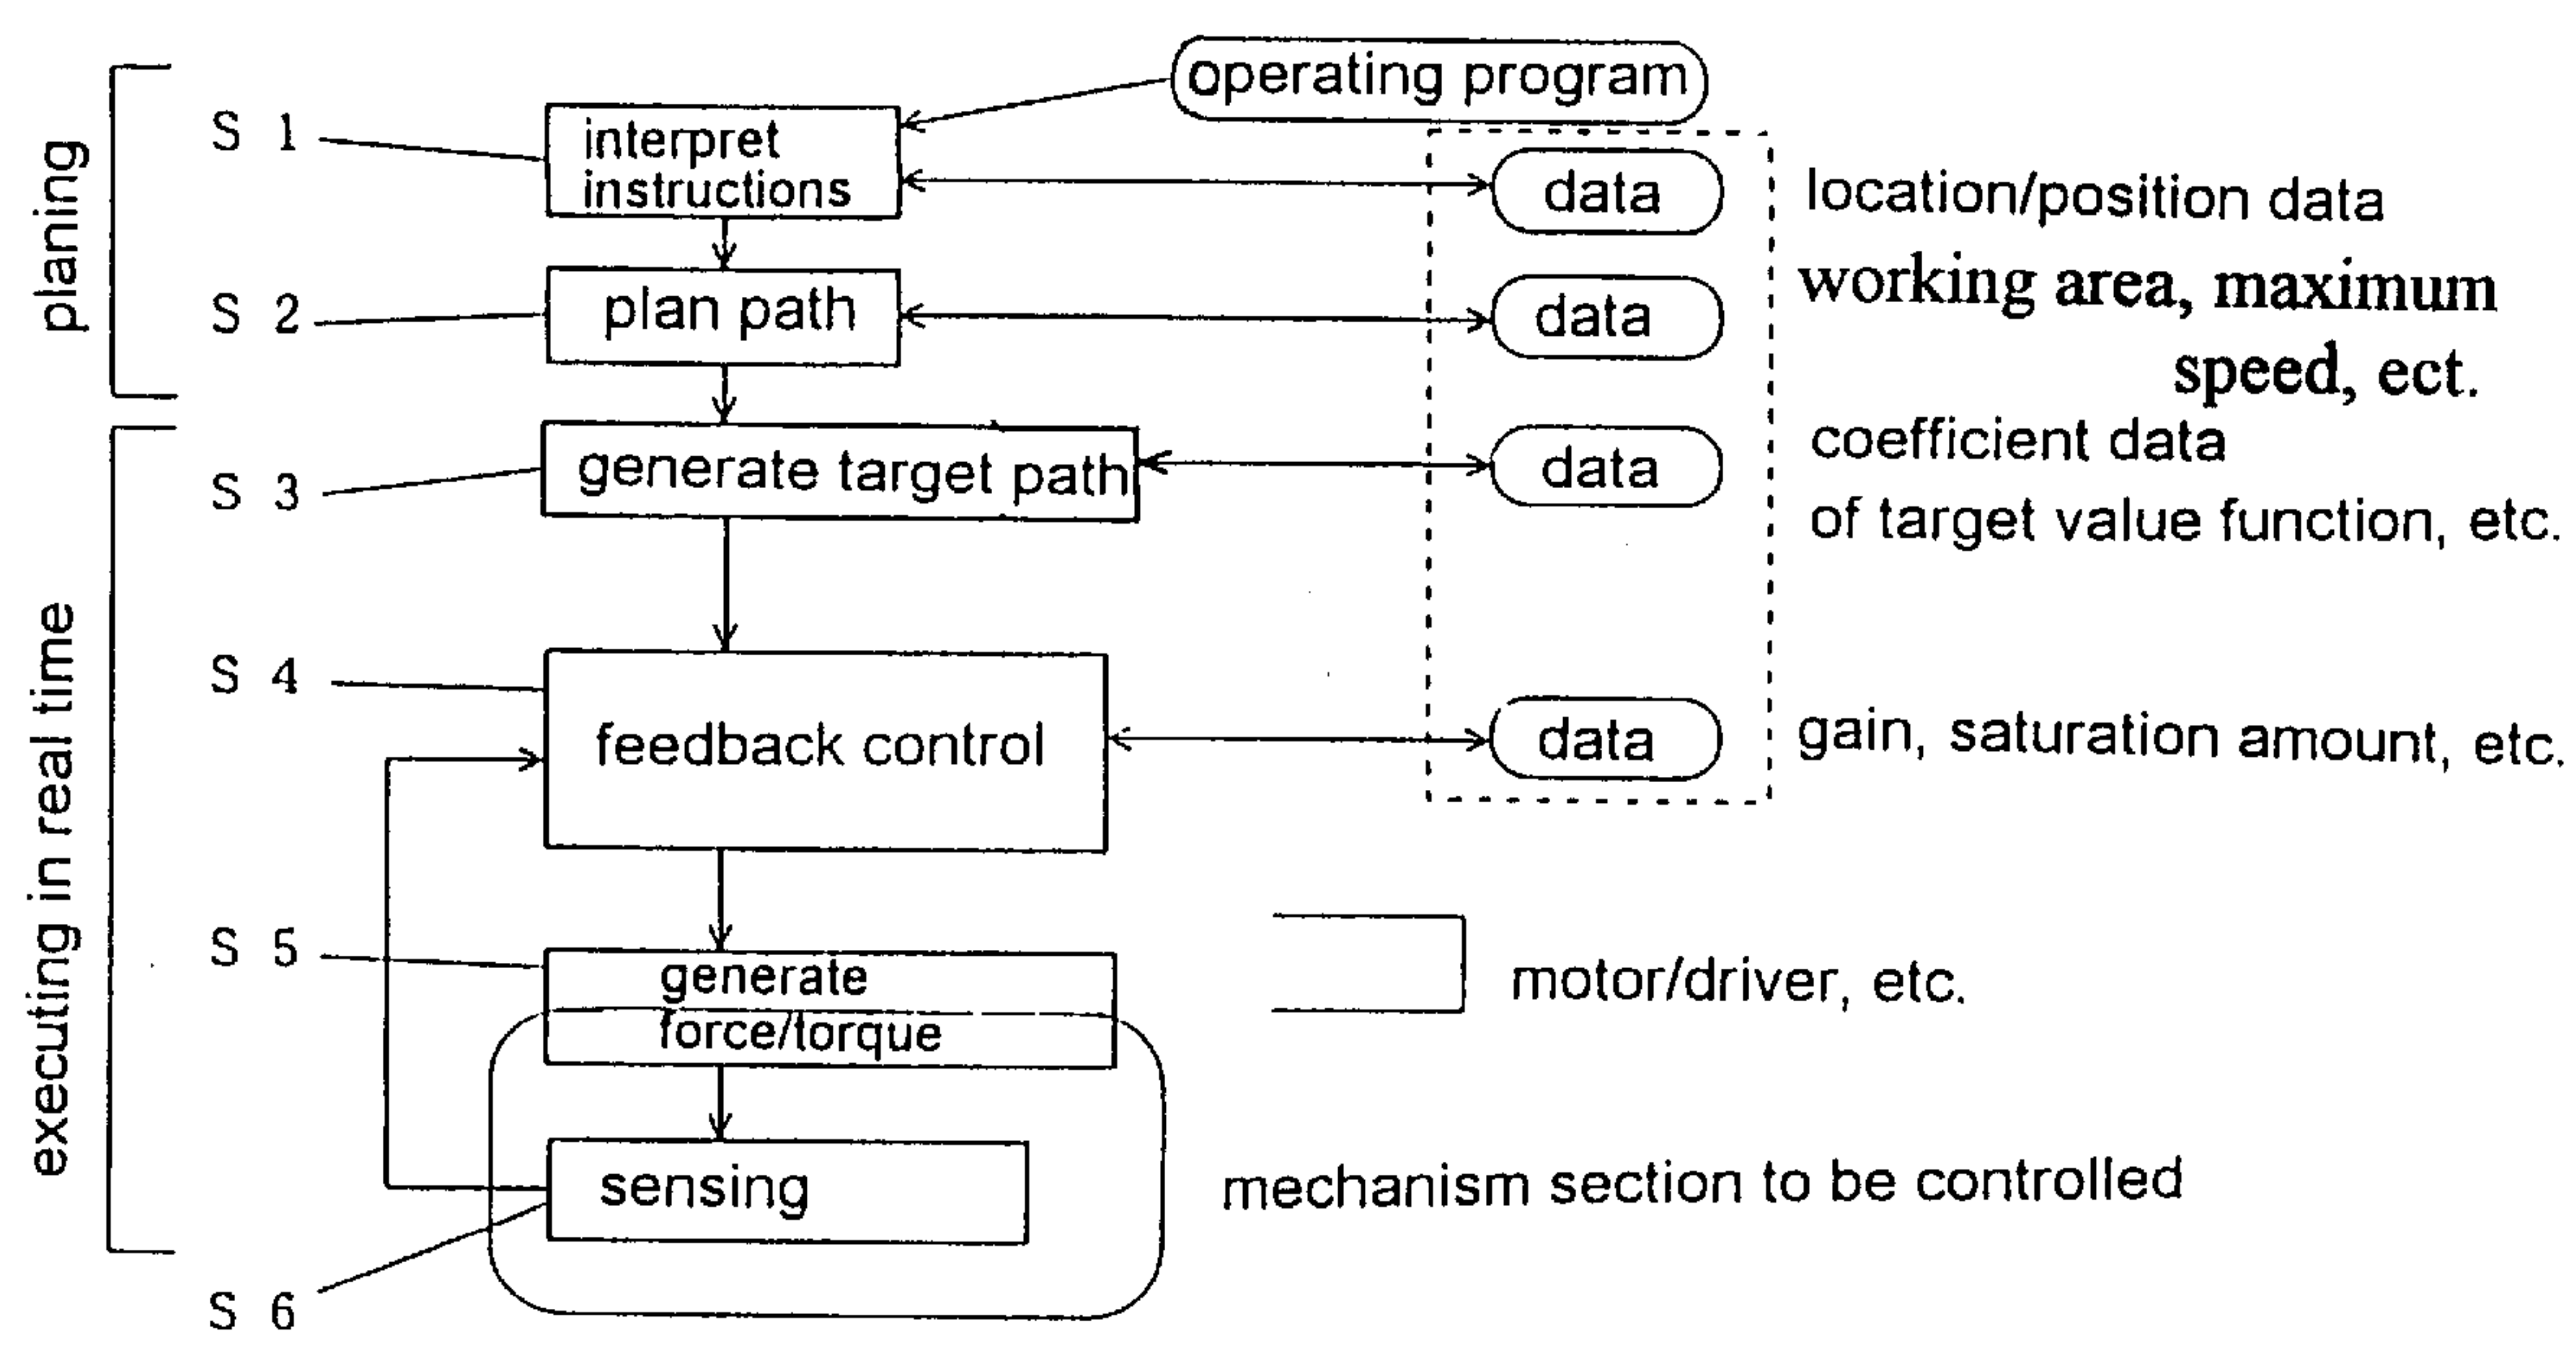 operating program
planing
S 1
interpret
instructions
data
location/position data
S 2
plan path
data
working area, maximum
speed, ect.
S 3
generate target path
data
coefficient data
of target value function, etc.
executing in real time
S 4
feedback control
data
gain, saturation amount, etc.
S 5
generate
force/torque
motor/driver, etc.
sensing
mechanism section to be controlled
S 6